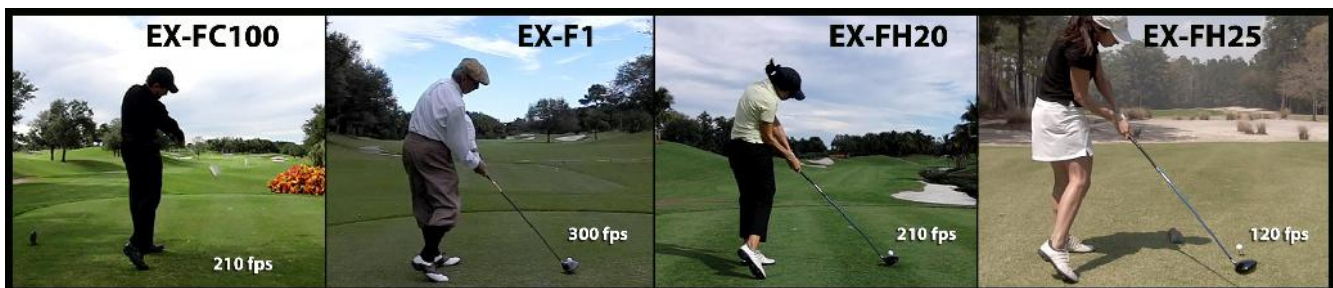 EX-FC100
210 fps
EX-F1
300 fps
EX-FH20
210 fps
EX-FH25
120 fps